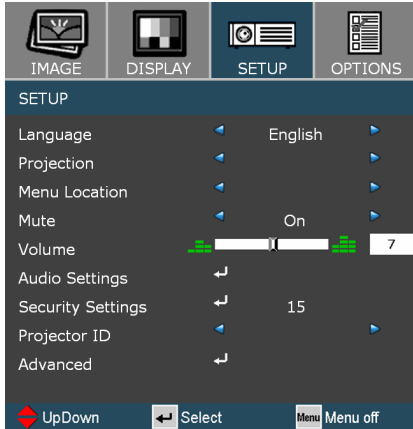 IMAGE DISPLAY SETUP OPTIONS
SETUP
Language English
Projection
Menu Location
Mute On
Volume 7
Audio Settings
Security Settings 15
Projector ID
Advanced
UpDown Select Menu Menu off